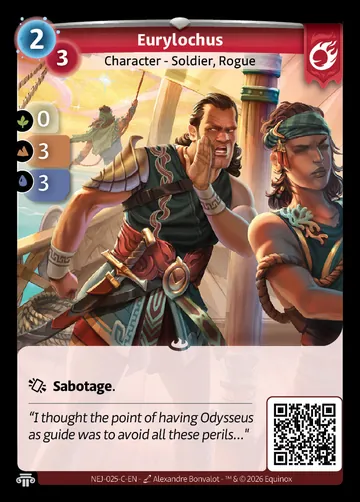 2
Eurylochus
3
Character - Soldier, Rogue
0
3
3
Sabotage.
“I thought the point of having Odysseus
as guide was to avoid all these perils...”
NEJ-025-C-EN - Alexandre Bonvalot - ™ & © 2026 Equinox